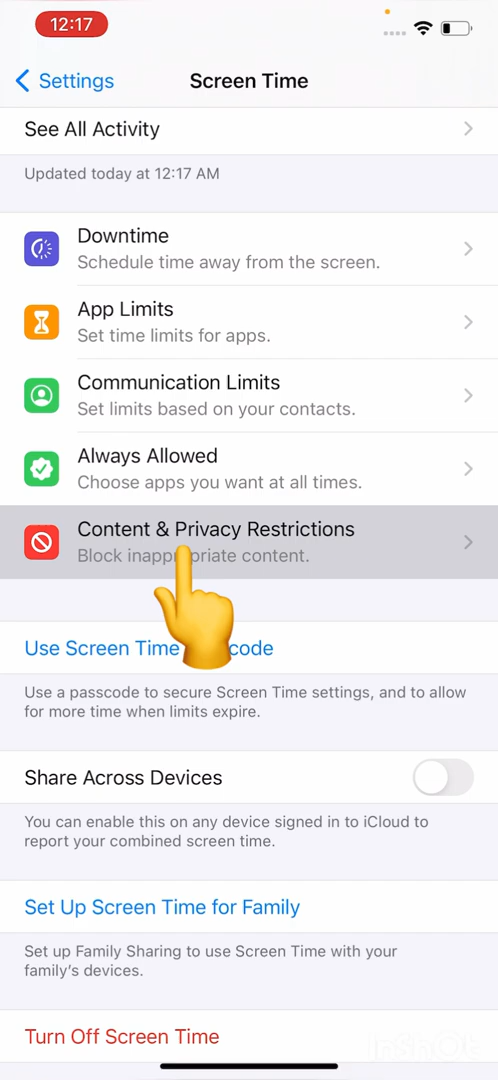 12:17
Settings
Screen Time
See All Activity
Updated today at 12:17 AM
Downtime
Schedule time away from the screen.
App Limits
Set time limits for apps.
Communication Limits
Set limits based on your contacts.
Always Allowed
Choose apps you want at all times.
Content & Privacy Restrictions
Block inappropriate content.
Use Screen Time code
Use a passcode to secure Screen Time settings, and to allow
for more time when limits expire.
Share Across Devices
You can enable this on any device signed in to iCloud to
report your combined screen time.
Set Up Screen Time for Family
Set up Family Sharing to use Screen Time with your
family's devices.
Turn Off Screen Time
InShOt